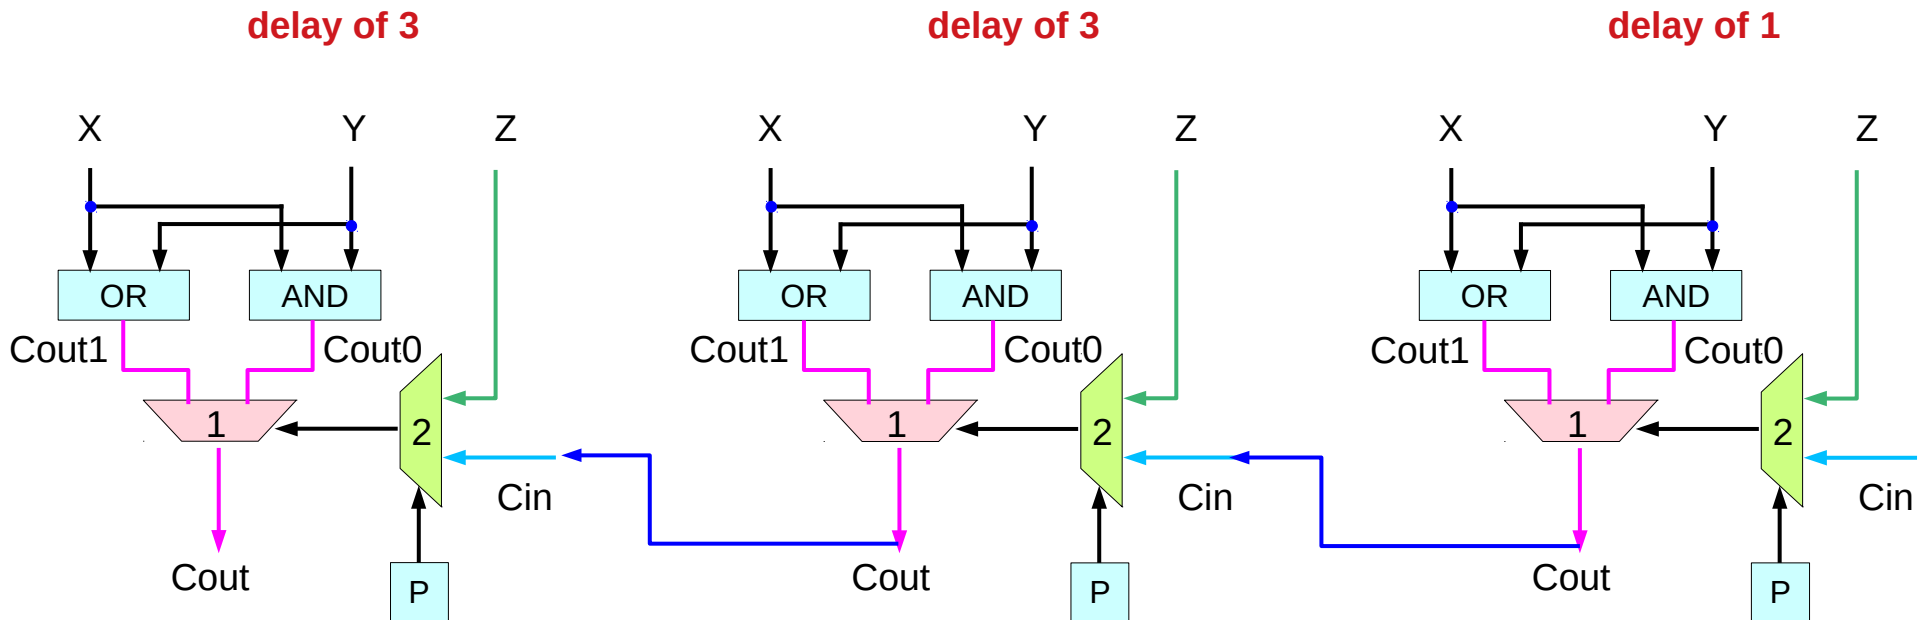 delay of 3 delay of 3 delay of 1
X Y Z X Y Z X Y Z
OR AND OR AND OR AND
Cout1 Cout0 Cout1 Cout0 Cout1 Cout0
1 2 1 2 1 2
Cin Cin Cin
Cout Cout Cout
P P P